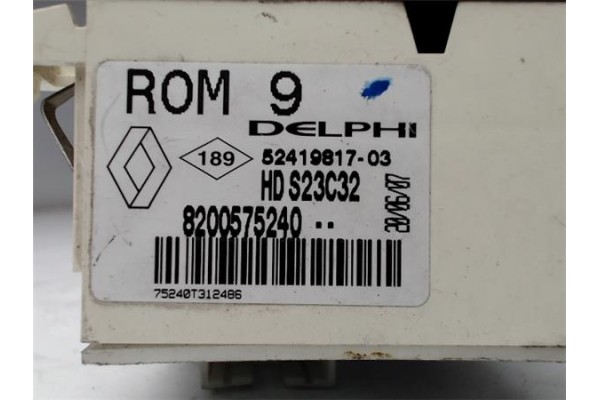 ROM 9
DELPHI
189 52419817-03
HD S23C32
8200575240 --
20/06/07
75240T312486